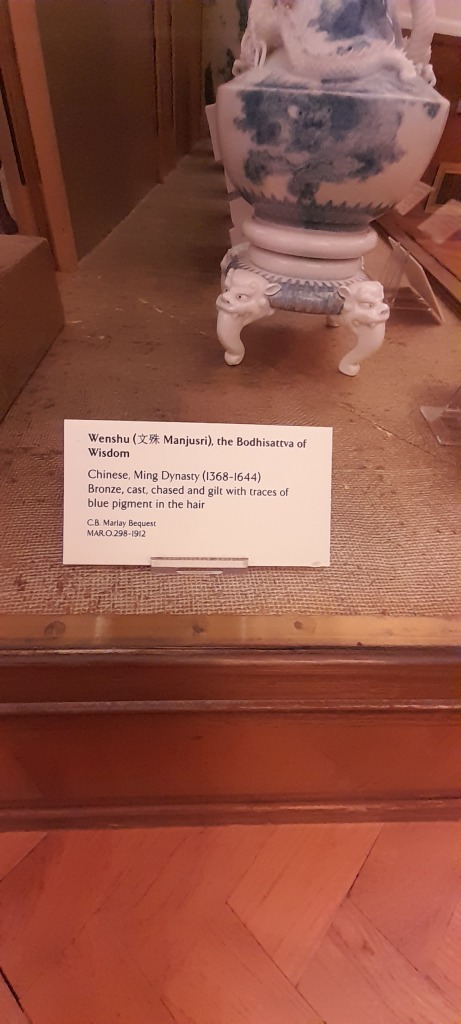 Wenshu (文殊 Manjusri), the Bodhisattva of
Wisdom
Chinese, Ming Dynasty (1368-1644)
Bronze, cast, chased and gilt with traces of
blue pigment in the hair
C.B. Marlay Bequest
MAR.O.298-1912